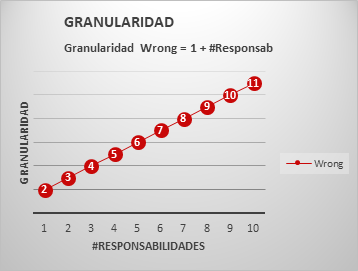 GRANULARIDAD
Granularidad Wrong = 1 + #Responsab
GRANULARIDAD
2 3 4 5 6 7 8 9 10 11
Wrong
1 2 3 4 5 6 7 8 9 10
#RESPONSABILIDADES